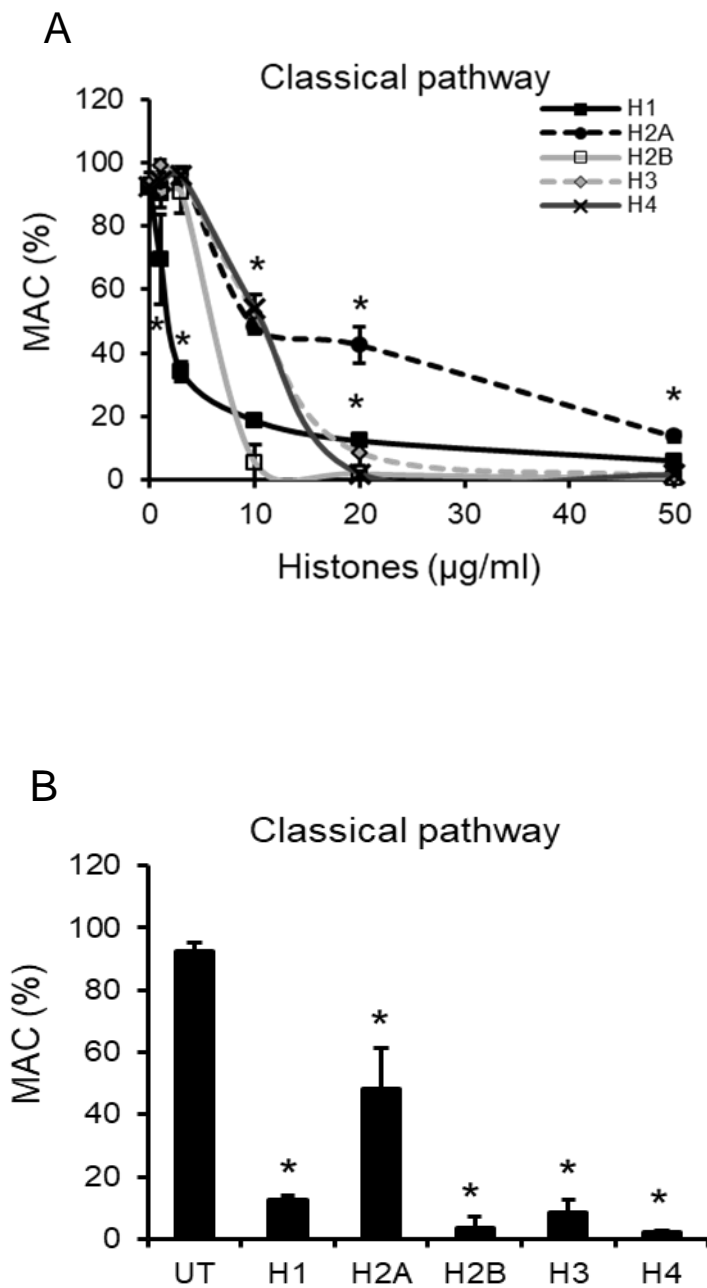 A
Classical pathway
120
100
80
60
40
20
0
MAC (%)
H1
H2A
H2B
H3
H4
*
*
*
*
*
*
0 10 20 30 40 50
Histones (µg/ml)
B
Classical pathway
120
100
80
60
40
20
0
MAC (%)
*
*
*
*
*
UT H1 H2A H2B H3 H4